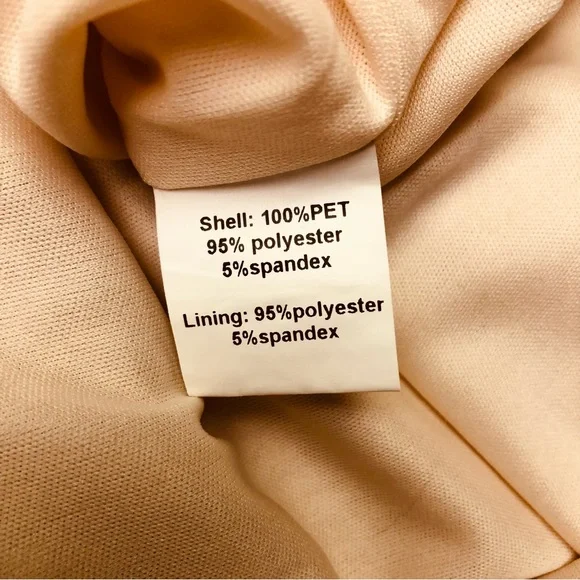 Shell: 100%PET
95% polyester
5%spandex
Lining: 95%polyester
5%spandex